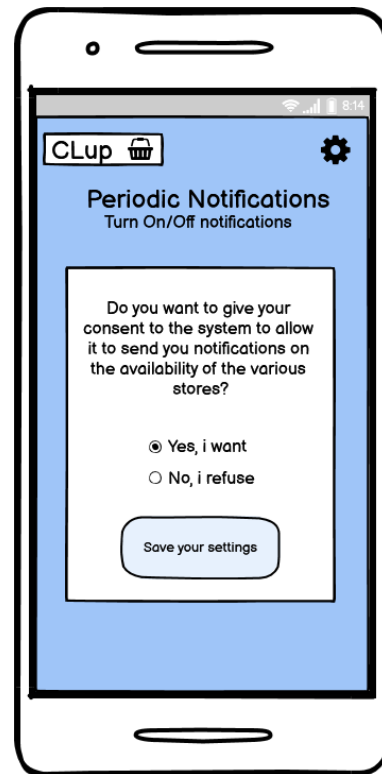 8:14
CLup
Periodic Notifications
Turn On/Off notifications
Do you want to give your
consent to the system to allow
it to send you notifications on
the availability of the various
stores?
Yes, i want
No, i refuse
Save your settings